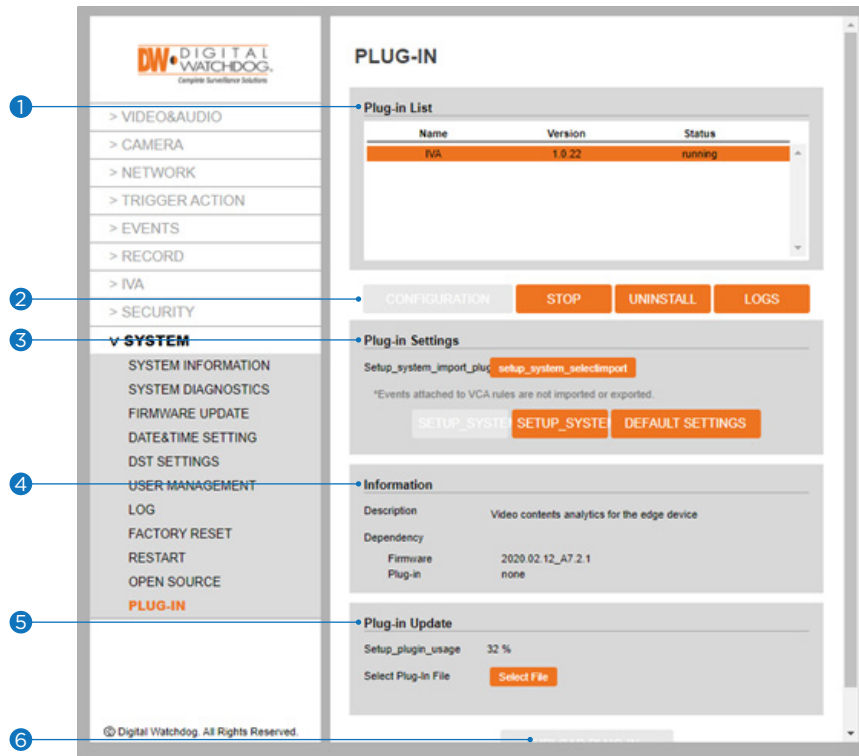 DW DIGITAL
WATCHDOG®
Complete Surveillance Solutions
> VIDEO&AUDIO
> CAMERA
> NETWORK
> TRIGGER ACTION
> EVENTS
> RECORD
> IVA
> SECURITY
v SYSTEM
SYSTEM INFORMATION
SYSTEM DIAGNOSTICS
FIRMWARE UPDATE
DATE&TIME SETTING
DST SETTINGS
USER MANAGEMENT
LOG
FACTORY RESET
RESTART
OPEN SOURCE
PLUG-IN
© Digital Watchdog. All Rights Reserved.
PLUG-IN
1
Plug-in List
Name Version Status
IVA 1.0.22 running
2
CONFIGURATION STOP UNINSTALL LOGS
3
Plug-in Settings
Setup_system_import_plug setup_system_selectimport
*Events attached to VCA rules are not imported or exported.
SETUP_SYSTE SETUP_SYSTE DEFAULT SETTINGS
4
Information
Description Video contents analytics for the edge device
Dependency
Firmware 2020.02.12_A7.2.1
Plug-in none
5
Plug-in Update
Setup_plugin_usage 32 %
Select Plug-In File Select File
6